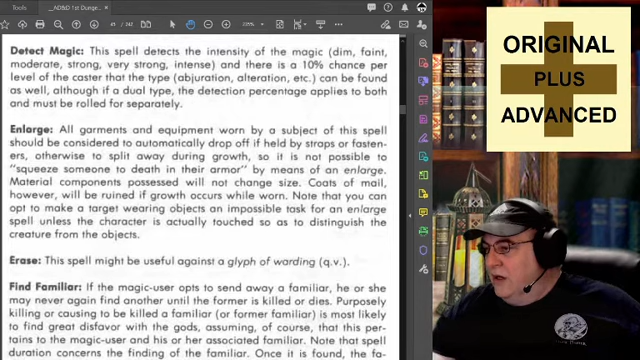 Tools
__AD&D 1st Dunge...
Detect Magic: This spell detects the intensity of the magic (dim, faint,
moderate, strong, very strong, intense) and there is a 10% chance per
level of the caster that the type (abjuration, alteration, etc.) can be found
as well, although if a dual type, the detection percentage applies to both
and must be rolled for separately.
Enlarge: All garments and equipment worn by a subject of this spell
should be considered to automatically drop off if held by straps or fasten-
ers, otherwise to split away during growth, so it is not possible to
"squeeze someone to death in their armor" by means of an enlarge.
Material components possessed will not change size. Coats of mail,
however, will be ruined if growth occurs while worn. Note that you can
opt to make a target wearing objects an impossible task for an enlarge
spell unless the character is actually touched so as to distinguish the
creature from the objects.
Erase: This spell might be useful against a glyph of warding (q.v.).
Find Familiar: If the magic-user opts to send away a familiar, he or she
may never again find another until the former is killed or dies. Purposely
killing or causing to be killed a familiar (or former familiar) is most likely
to find great disfavor with the gods, assuming, of course, that this per-
tains to the magic-user and his or her associated familiar. Note that spell
duration concerns the finding of the familiar. Once it is found, the fa-
ORIGINAL
PLUS
ADVANCED